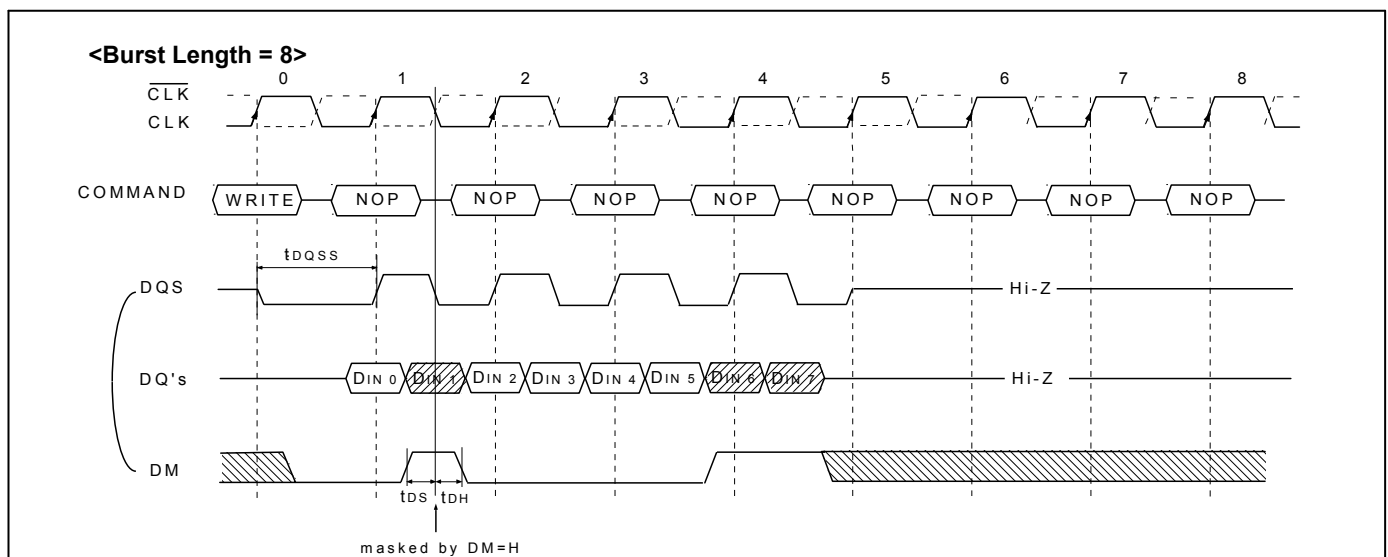 <Burst Length = 8>
0 1 2 3 4 5 6 7 8
CLK
CLK
COMMAND WRITE NOP NOP NOP NOP NOP NOP NOP NOP
tDQSS
DQS Hi-Z
DQ's DIN 0 DIN 1 DIN 2 DIN 3 DIN 4 DIN 5 DIN 6 DIN 7 Hi-Z
DM
tDS tDH
masked by DM=H